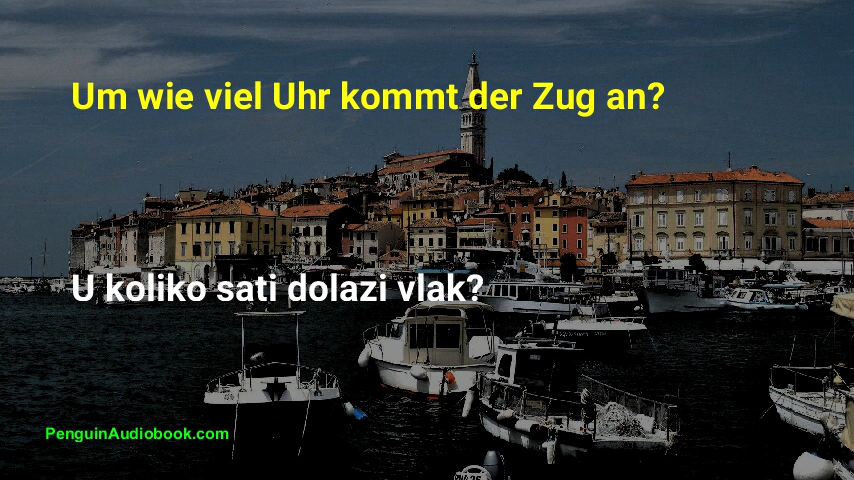 Um wie viel Uhr kommt der Zug an?
U koliko sati dolazi vlak?
PenguinAudiobook.com